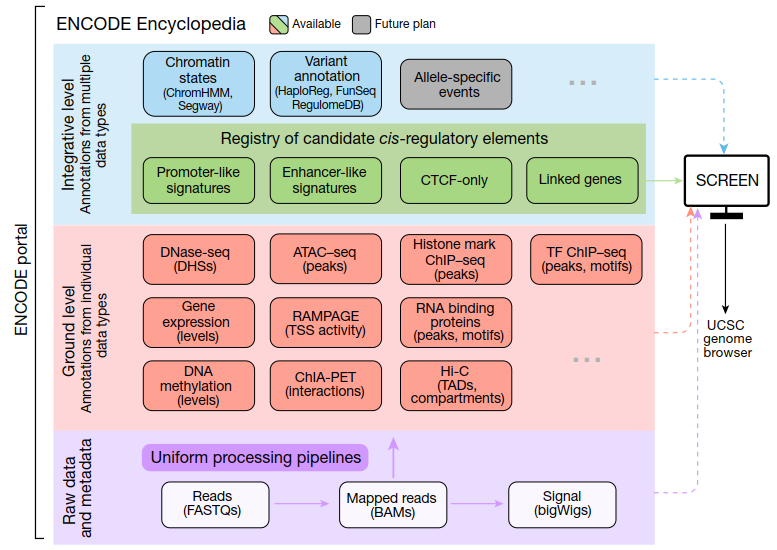 ENCODE Encyclopedia
Available
Future plan
ENCODE portal
Integrative level
Annotations from multiple
data types
Chromatin
states
(ChromHMM,
Segway)
Variant
annotation
(HaploReg, FunSeq
RegulomeDB)
Allele-specific
events
...
Registry of candidate cis-regulatory elements
Promoter-like
signatures
Enhancer-like
signatures
CTCF-only
Linked genes
SCREEN
UCSC
genome
browser
Ground level
Annotations from individual
data types
DNase-seq
(DHSs)
ATAC–seq
(peaks)
Histone mark
ChIP–seq
(peaks)
TF ChIP–seq
(peaks, motifs)
Gene
expression
(levels)
RAMPAGE
(TSS activity)
RNA binding
proteins
(peaks, motifs)
...
DNA
methylation
(levels)
ChIA-PET
(interactions)
Hi-C
(TADs,
compartments)
Raw data
and metadata
Uniform processing pipelines
Reads
(FASTQs)
Mapped reads
(BAMs)
Signal
(bigWigs)